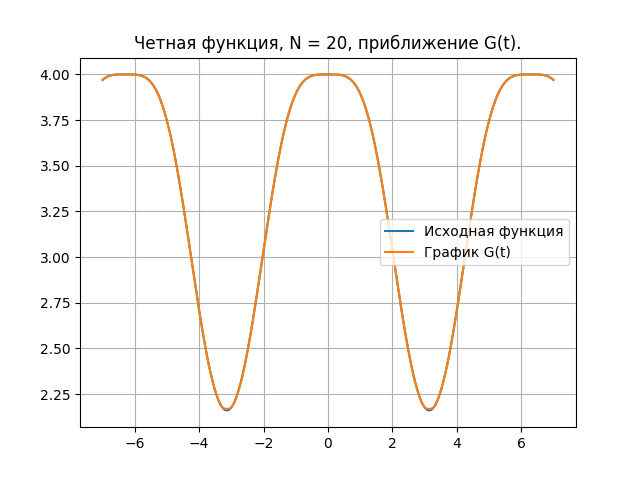 Четная функция, N = 20, приближение G(t).
4.00
3.75
3.50
3.25
3.00
2.75
2.50
2.25
Исходная функция
График G(t)
−6 −4 −2 0 2 4 6